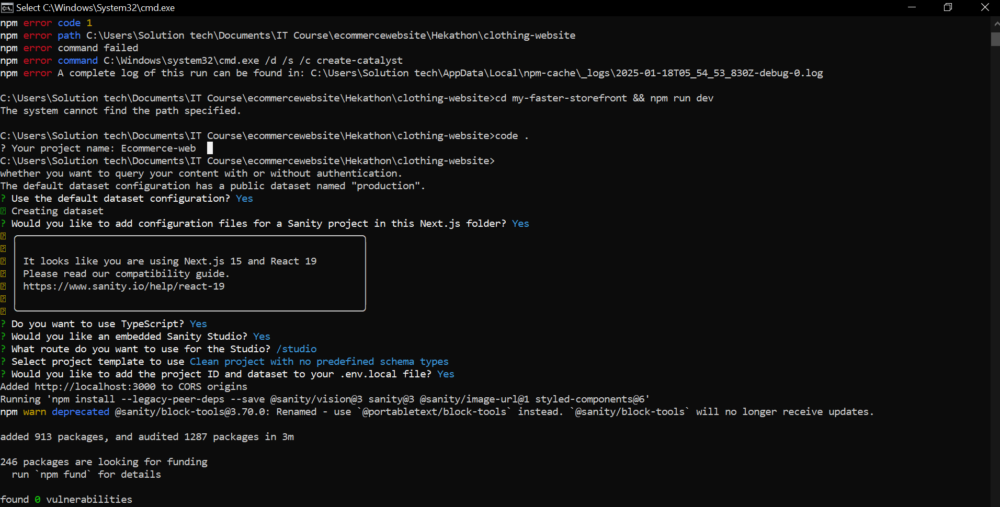 Select C:\Windows\System32\cmd.exe
npm error code 1
npm error path C:\Users\Solution tech\Documents\IT Course\ecommercewebsite\Hekathon\clothing-website
npm error command failed
npm error command C:\Windows\system32\cmd.exe /d /s /c create-catalyst
npm error A complete log of this run can be found in: C:\Users\Solution tech\AppData\Local\npm-cache\_logs\2025-01-18T05_54_53_830Z-debug-0.log
C:\Users\Solution tech\Documents\IT Course\ecommercewebsite\Hekathon\clothing-website>cd my-faster-storefront && npm run dev
The system cannot find the path specified.
C:\Users\Solution tech\Documents\IT Course\ecommercewebsite\Hekathon\clothing-website>code .
? Your project name: Ecommerce-web
C:\Users\Solution tech\Documents\IT Course\ecommercewebsite\Hekathon\clothing-website>
whether you want to query your content with or without authentication.
The default dataset configuration has a public dataset named "production".
? Use the default dataset configuration? Yes
Creating dataset
? Would you like to add configuration files for a Sanity project in this Next.js folder? Yes
It looks like you are using Next.js 15 and React 19
Please read our compatibility guide.
https://www.sanity.io/help/react-19
? Do you want to use TypeScript? Yes
? Would you like an embedded Sanity Studio? Yes
? What route do you want to use for the Studio? /studio
? Select project template to use Clean project with no predefined schema types
? Would you like to add the project ID and dataset to your .env.local file? Yes
Added http://localhost:3000 to CORS origins
Running 'npm install --legacy-peer-deps --save @sanity/vision@3 sanity@3 @sanity/image-url@1 styled-components@6'
npm warn deprecated @sanity/block-tools@3.70.0: Renamed - use `@portabletext/block-tools` instead. `@sanity/block-tools` will no longer receive updates.
added 913 packages, and audited 1287 packages in 3m
246 packages are looking for funding
run `npm fund` for details
found 0 vulnerabilities